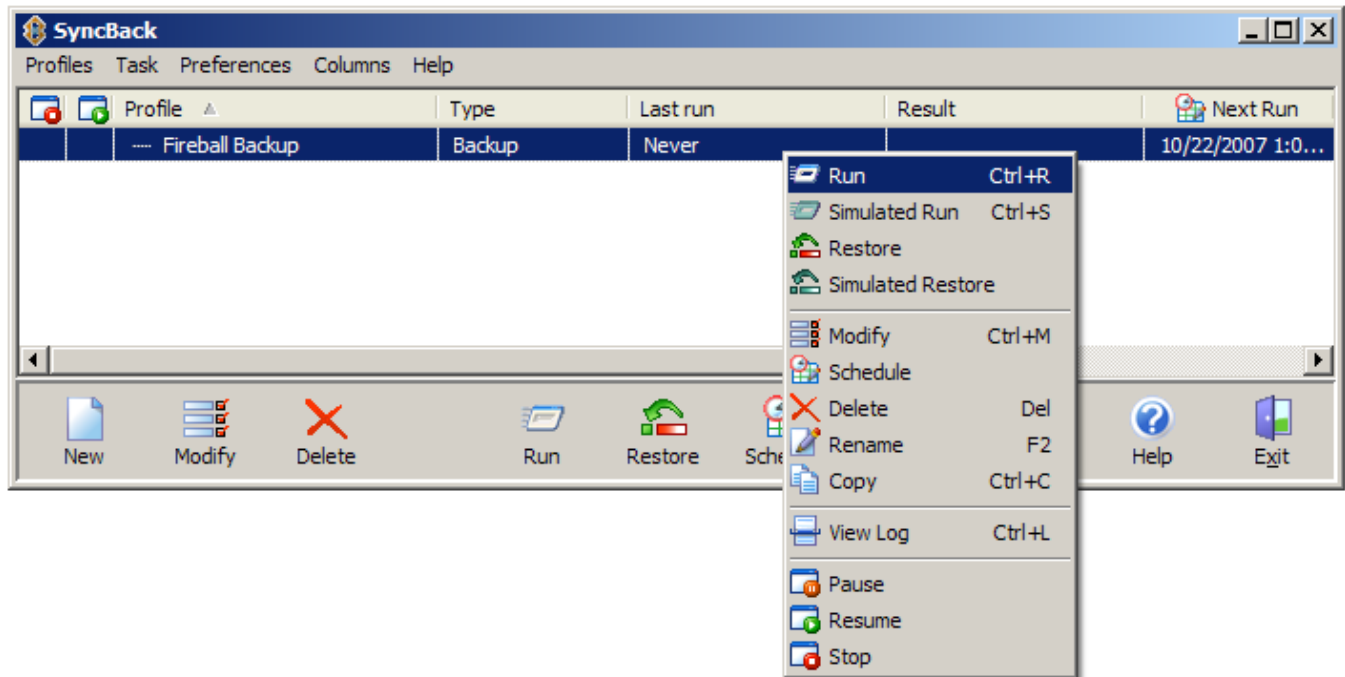 SyncBack
Profiles Task Preferences Columns Help
Profile Type Last run Result Next Run
Fireball Backup Backup Never 10/22/2007 1:0...
Run Ctrl+R
Simulated Run Ctrl+S
Restore
Simulated Restore
Modify Ctrl+M
Schedule
Delete Del
Rename F2
Copy Ctrl+C
View Log Ctrl+L
Pause
Resume
Stop
New Modify Delete Run Restore Sche Help Exit